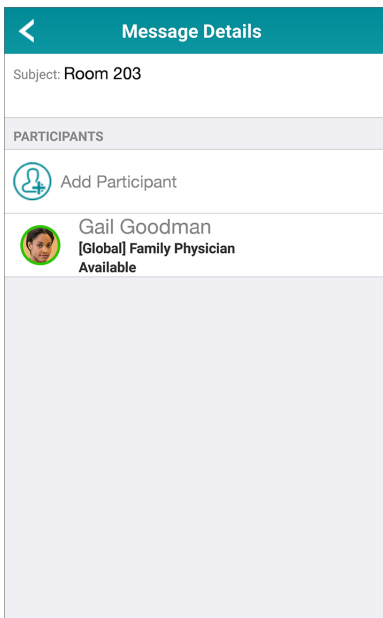 Message Details
Subject: Room 203
PARTICIPANTS
Add Participant
Gail Goodman
[Global] Family Physician
Available